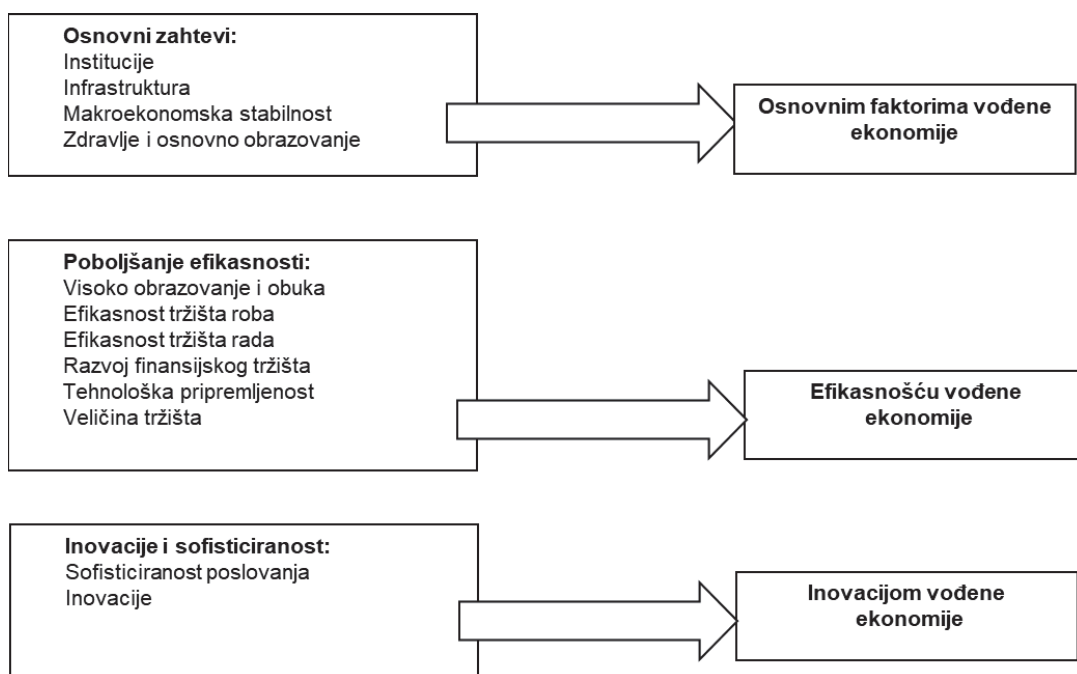 Osnovni zahtevi:
Institucije
Infrastruktura
Makroekonomska stabilnost
Zdravlje i osnovno obrazovanje
Osnovnim faktorima vođene
ekonomije
Poboljšanje efikasnosti:
Visoko obrazovanje i obuka
Efikasnost tržišta roba
Efikasnost tržišta rada
Razvoj finansijskog tržišta
Tehnološka pripremljenost
Veličina tržišta
Efikasnošću vođene
ekonomije
Inovacije i sofisticiranost:
Sofisticiranost poslovanja
Inovacije
Inovacijom vođene
ekonomije